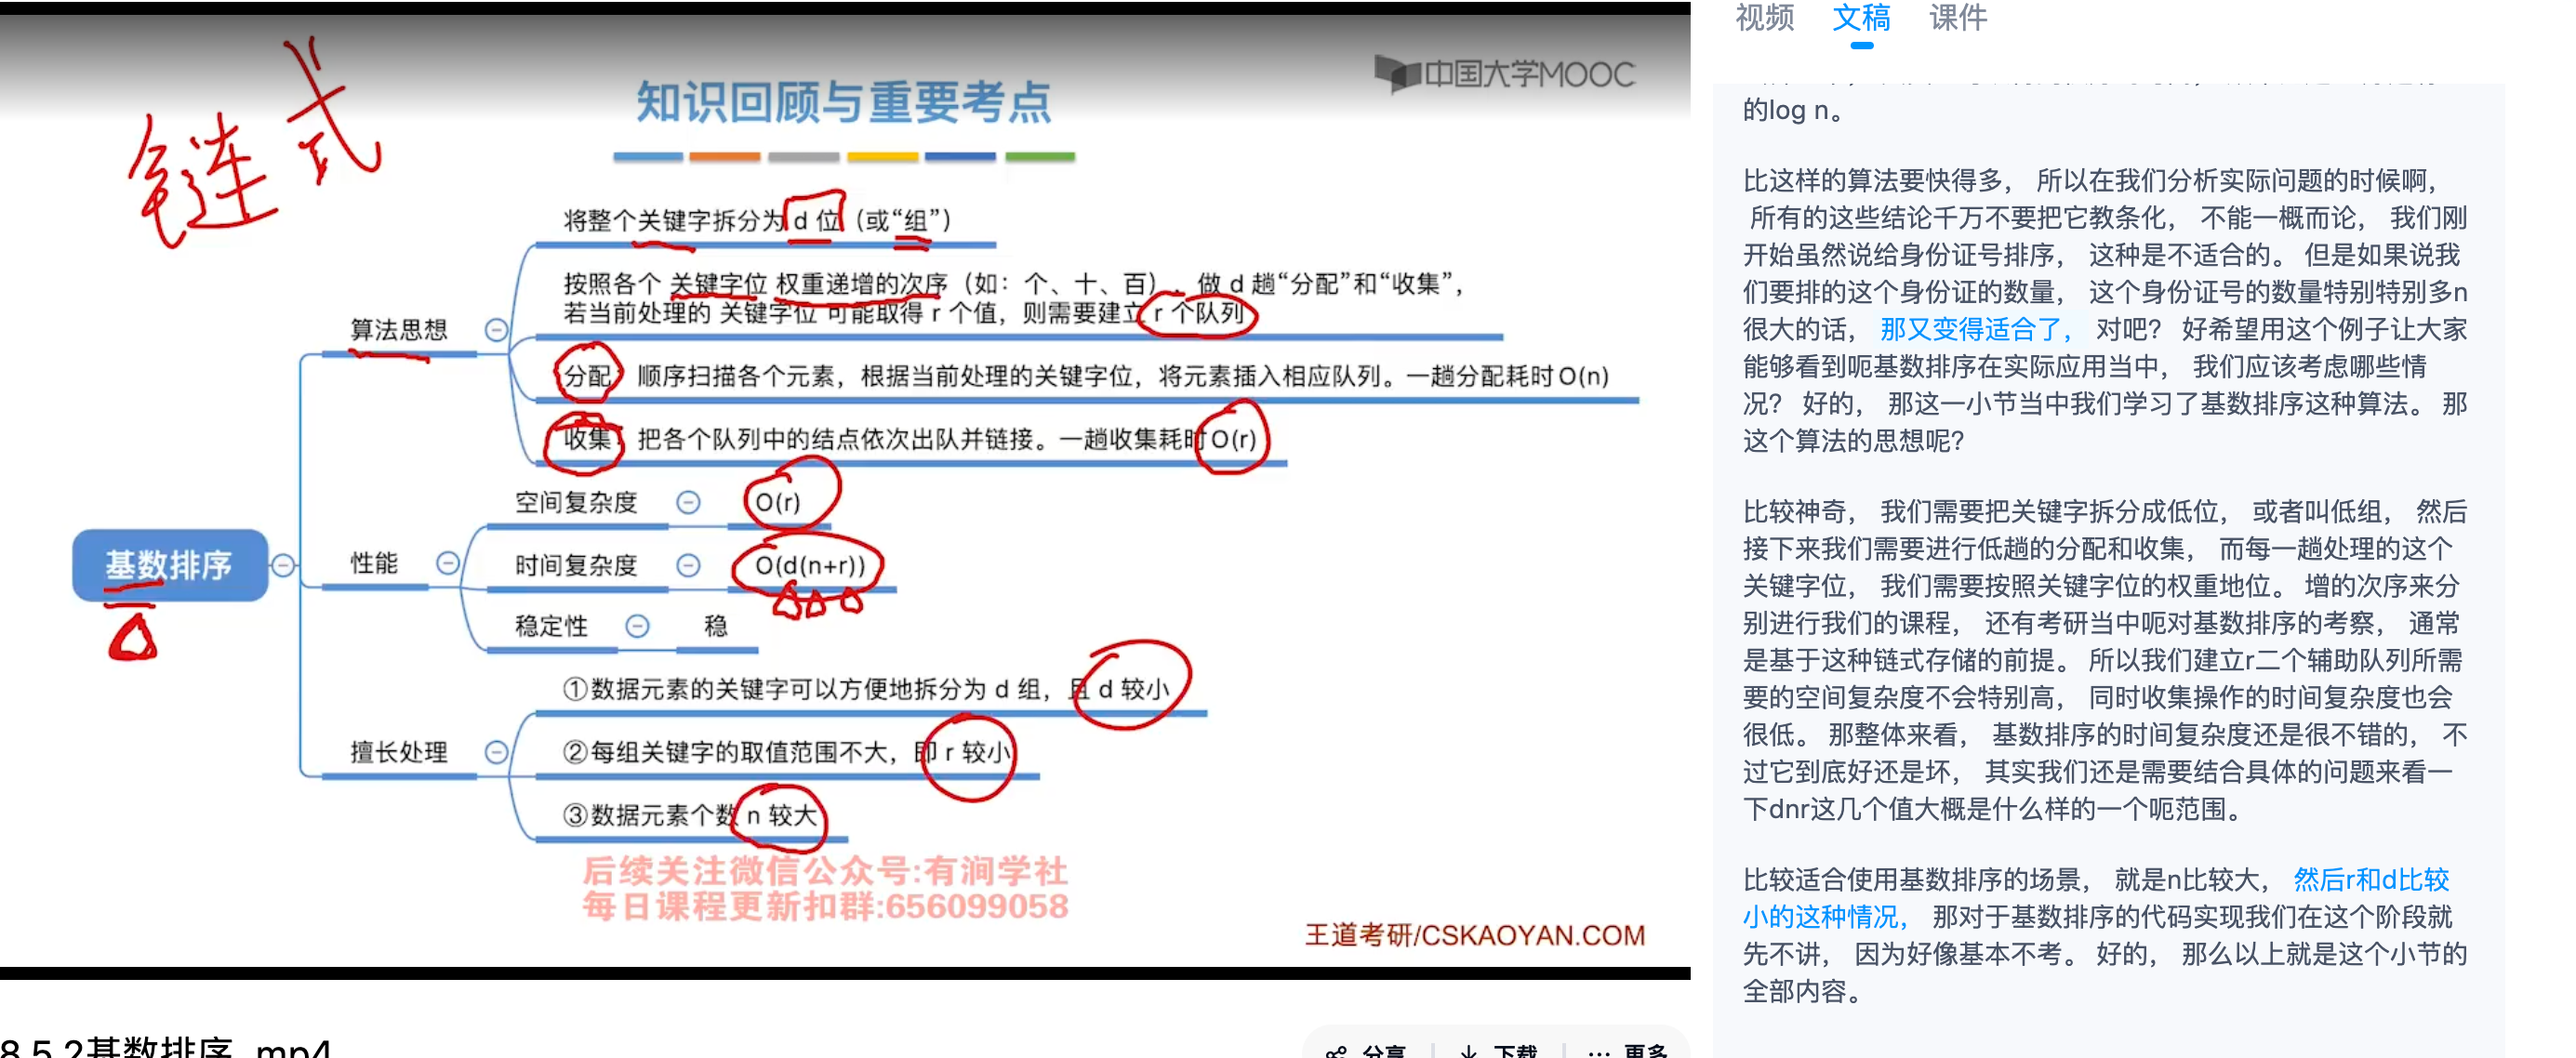 链式
中国大学MOOC
知识回顾与重要考点
将整个关键字拆分为 d 位（或“组”）
按照各个 关键字位 权重递增的次序（如：个、十、百），做 d 趟“分配”和“收集”，
若当前处理的 关键字位 可能取得 r 个值，则需要建立 r 个队列
算法思想
分配：顺序扫描各个元素，根据当前处理的关键字位，将元素插入相应队列。一趟分配耗时O(n)
收集：把各个队列中的结点依次出队并链接。一趟收集耗时O(r)
空间复杂度 O(r)
基数排序
性能
时间复杂度 O(d(n+r))
稳定性 稳
①数据元素的关键字可以方便地拆分为 d 组，且 d 较小
擅长处理
②每组关键字的取值范围不大，即 r 较小
③数据元素个数 n 较大
后续关注微信公众号:有涧学社
每日课程更新扣群:656099058
王道考研/CSKAOYAN.COM
8.5.2基数排序 .mp4
分享 下载 更多
视频 文稿 课件
的log n。
比这样的算法要快得多， 所以在我们分析实际问题的时候啊，
所有的这些结论千万不要把它教条化， 不能一概而论， 我们刚
开始虽然说给身份证号排序， 这种是不适合的。 但是如果说我
们要排的这个身份证的数量， 这个身份证号的数量特别特别多n
很大的话， 那又变得适合了， 对吧？ 好希望用这个例子让大家
能够看到呃基数排序在实际应用当中， 我们应该考虑哪些情
况？ 好的， 那这一小节当中我们学习了基数排序这种算法。 那
这个算法的思想呢？
比较神奇， 我们需要把关键字拆分成低位， 或者叫低组， 然后
接下来我们需要进行低趟的分配和收集， 而每一趟处理的这个
关键字位， 我们需要按照关键字位的权重地位。 增的次序来分
别进行我们的课程， 还有考研当中呃对基数排序的考察， 通常
是基于这种链式存储的前提。 所以我们建立r二个辅助队列所需
要的空间复杂度不会特别高， 同时收集操作的时间复杂度也会
很低。 那整体来看， 基数排序的时间复杂度还是很不错的， 不
过它到底好还是坏， 其实我们还是需要结合具体的问题来看一
下dnr这几个值大概是什么样的一个呃范围。
比较适合使用基数排序的场景， 就是n比较大， 然后r和d比较
小的这种情况， 那对于基数排序的代码实现我们在这个阶段就
先不讲， 因为好像基本不考。 好的， 那么以上就是这个小节的
全部内容。